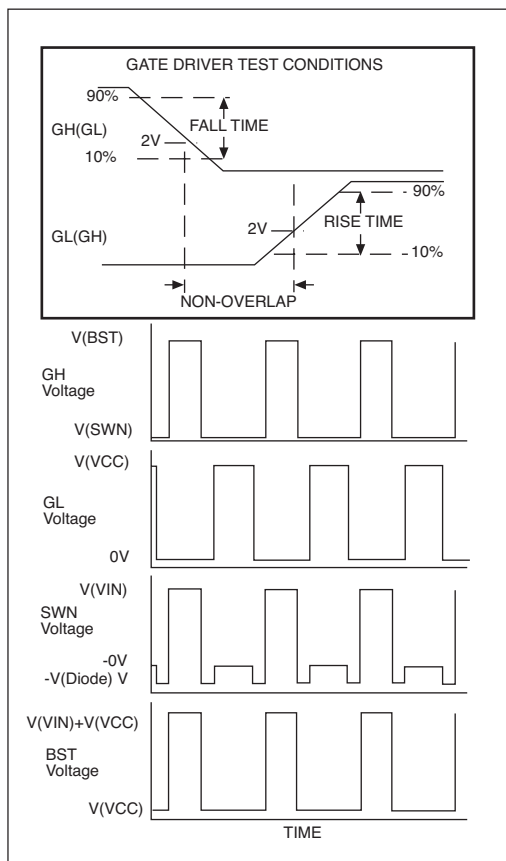 GATE DRIVER TEST CONDITIONS
90%
FALL TIME
GH(GL)
2V
10%
90%
2V
RISE TIME
GL(GH)
10%
NON-OVERLAP
V(BST)
GH
Voltage
V(SWN)
V(VCC)
GL
Voltage
0V
V(VIN)
SWN
Voltage
-0V
-V(Diode) V
V(VIN)+V(VCC)
BST
Voltage
V(VCC)
TIME